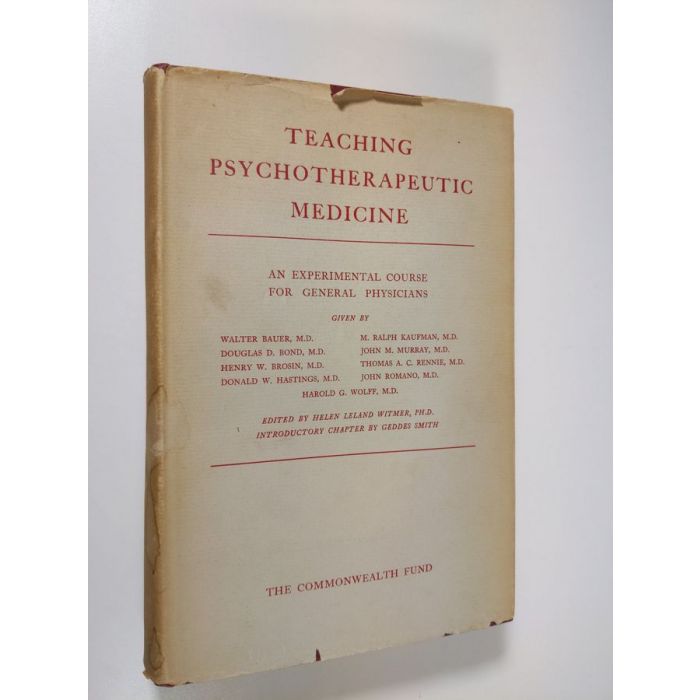 TEACHING
PSYCHOTHERAPEUTIC
MEDICINE
AN EXPERIMENTAL COURSE
FOR GENERAL PHYSICIANS
GIVEN BY
WALTER BAUER, M.D. M. RALPH KAUFMAN, M.D.
DOUGLAS D. BOND, M.D. JOHN M. MURRAY, M.D.
HENRY W. BROSIN, M.D. THOMAS A. C. RENNIE, M.D.
DONALD W. HASTINGS, M.D. JOHN ROMANO, M.D.
HAROLD G. WOLFF, M.D.
EDITED BY HELEN LELAND WITMER, PH.D.
INTRODUCTORY CHAPTER BY GEDDES SMITH
THE COMMONWEALTH FUND